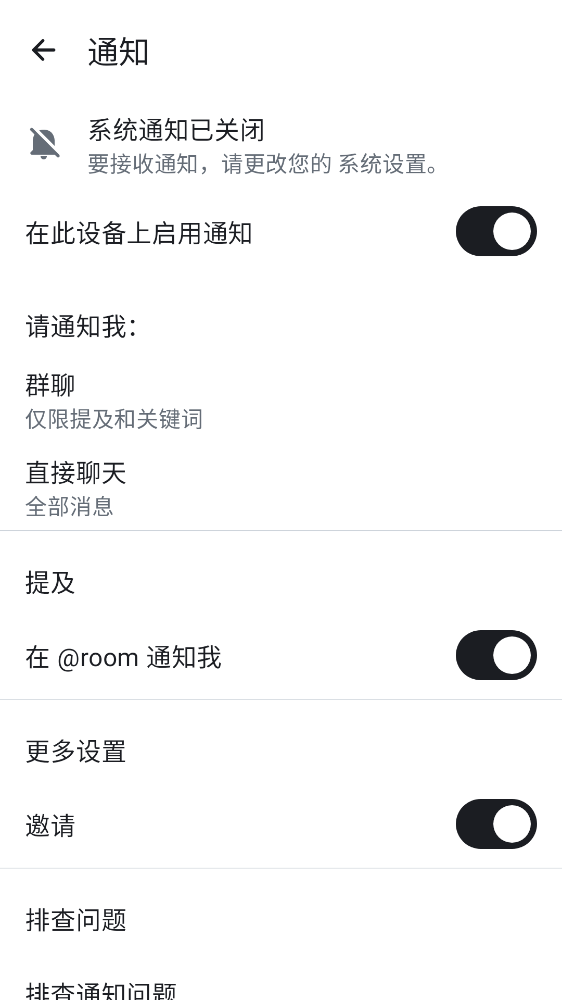 通知
系统通知已关闭
要接收通知，请更改您的 系统设置。
在此设备上启用通知
请通知我：
群聊
仅限提及和关键词
直接聊天
全部消息
提及
在 @room 通知我
更多设置
邀请
排查问题
排查通知问题